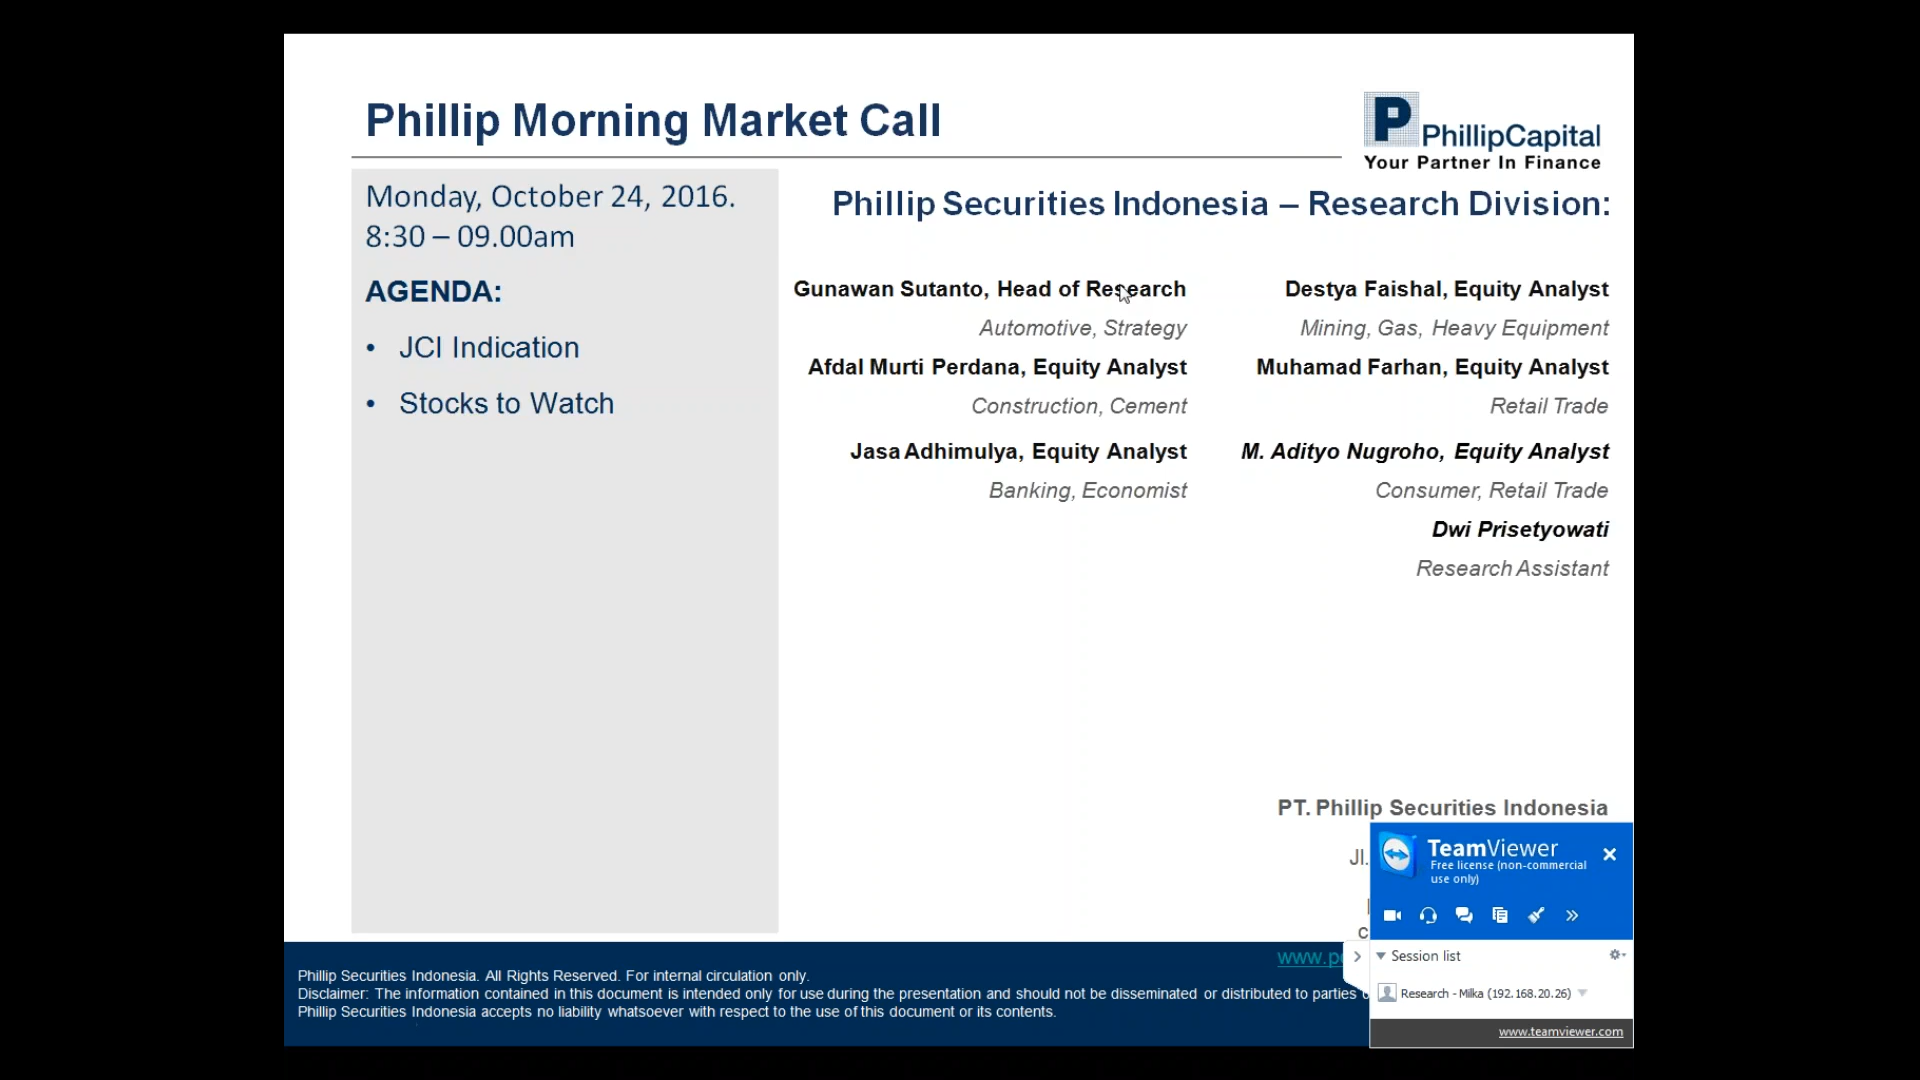 Phillip Morning Market Call
P PhillipCapital
Your Partner In Finance
Monday, October 24, 2016.
8:30 – 09.00am
AGENDA:
• JCI Indication
• Stocks to Watch
Phillip Securities Indonesia – Research Division:
Gunawan Sutanto, Head of Research
Automotive, Strategy
Afdal Murti Perdana, Equity Analyst
Construction, Cement
Jasa Adhimulya, Equity Analyst
Banking, Economist
Destya Faishal, Equity Analyst
Mining, Gas, Heavy Equipment
Muhamad Farhan, Equity Analyst
Retail Trade
M. Adityo Nugroho, Equity Analyst
Consumer, Retail Trade
Dwi Prisetyowati
Research Assistant
PT. Phillip Securities Indonesia
Jl.
www.p
Phillip Securities Indonesia. All Rights Reserved. For internal circulation only.
Disclaimer: The information contained in this document is intended only for use during the presentation and should not be disseminated or distributed to parties
Phillip Securities Indonesia accepts no liability whatsoever with respect to the use of this document or its contents.
TeamViewer
Free license (non-commercial
use only)
Session list
Research - Milka (192.168.20.26)
www.teamviewer.com